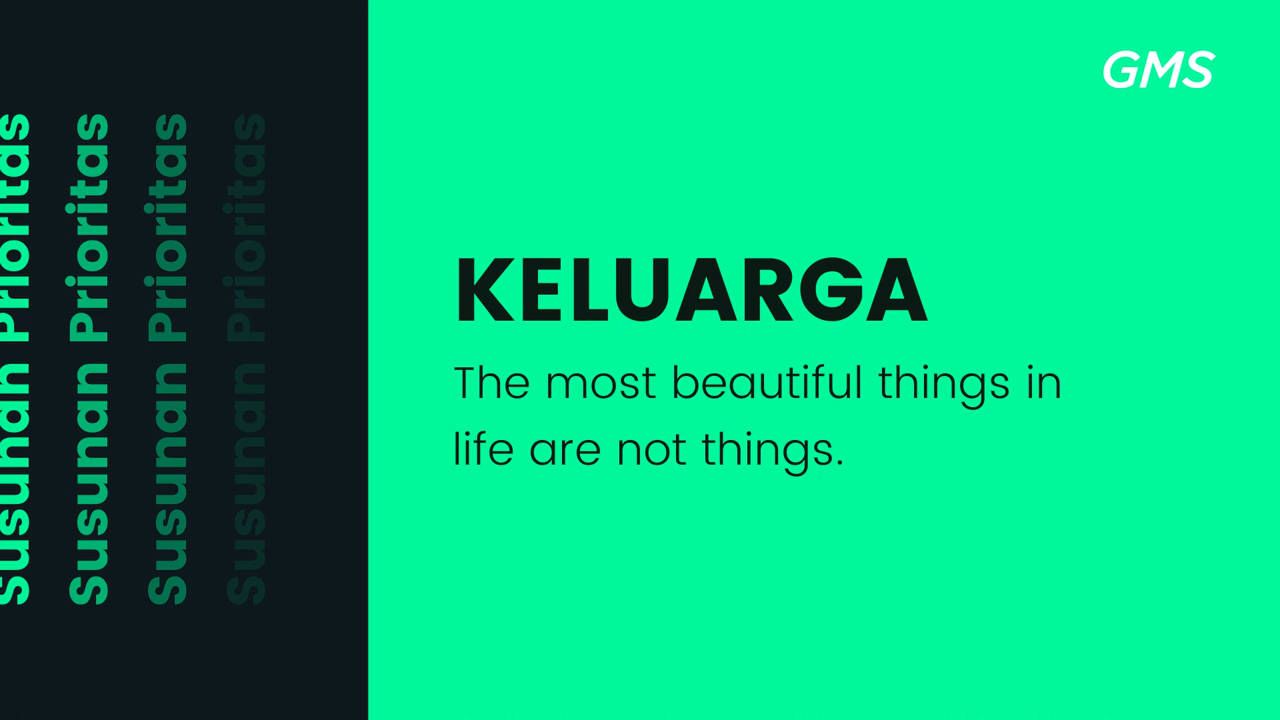 Susunan Prioritas
Susunan Prioritas
Susunan Prioritas
Susunan Prioritas
GMS
KELUARGA
The most beautiful things in
life are not things.